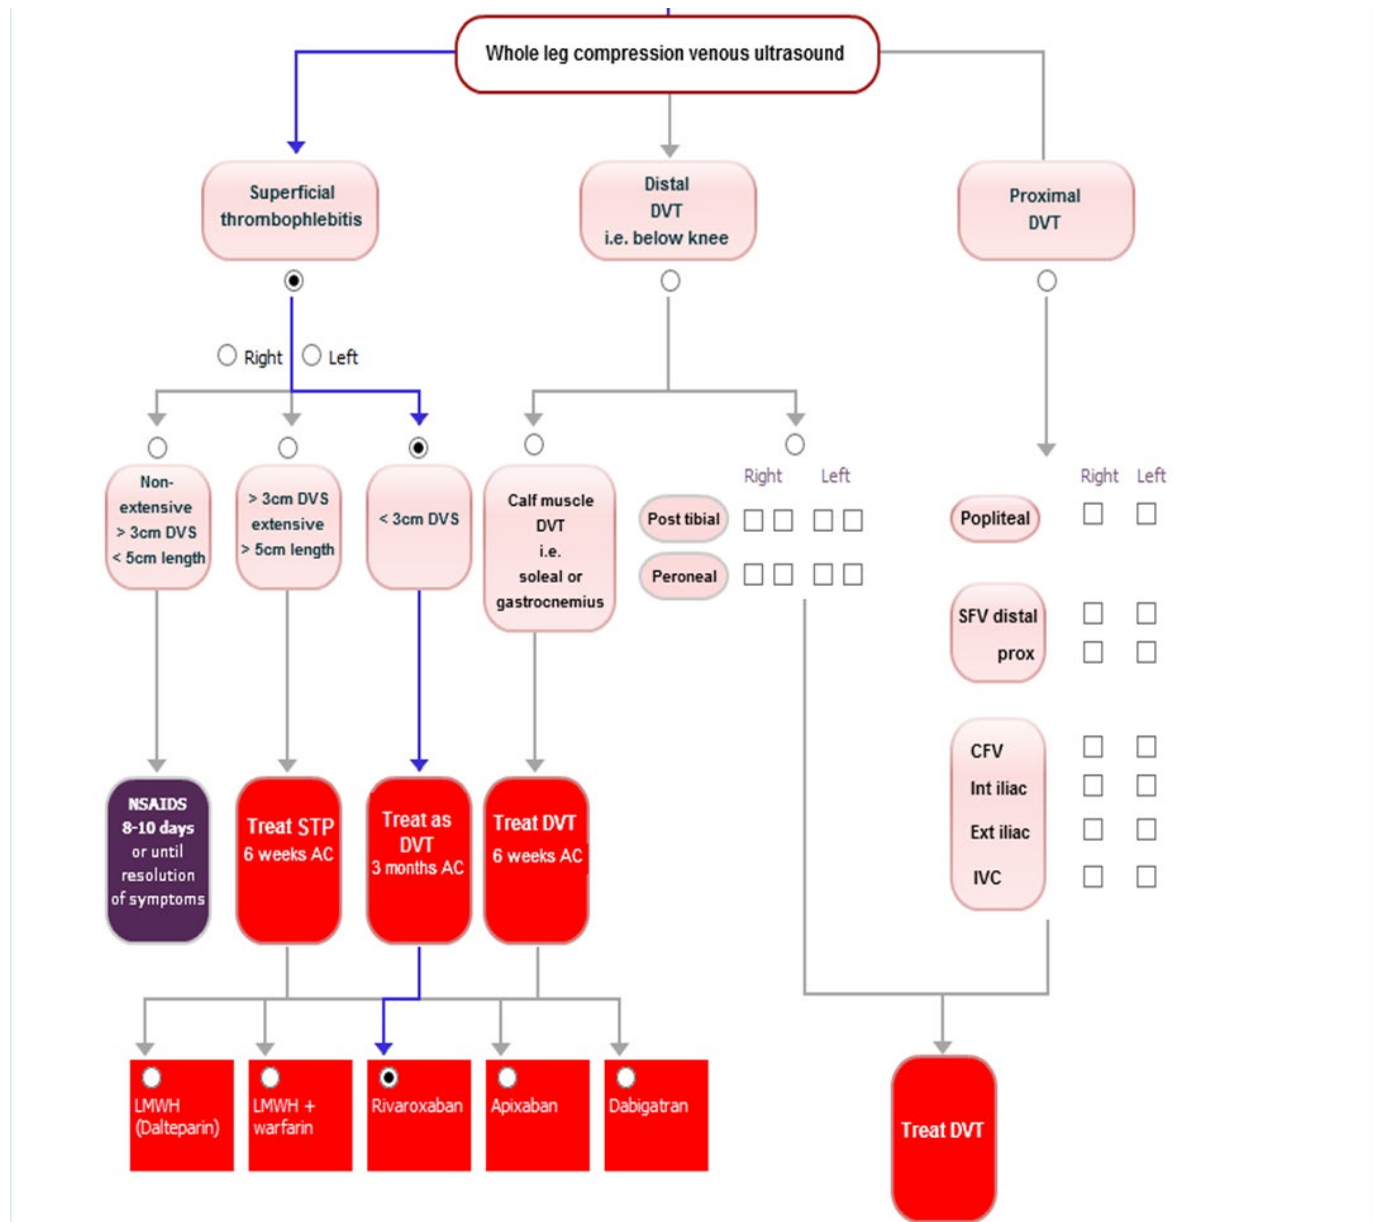 Whole leg compression venous ultrasound
Superficial
thrombophlebitis
Distal
DVT
i.e. below knee
Proximal
DVT
Right
Left
Non-
extensive
> 3cm DVS
< 5cm length
> 3cm DVS
extensive
> 5cm length
< 3cm DVS
Calf muscle
DVT
i.e.
soleal or
gastrocnemius
Right Left
Post tibial
Peroneal
Right Left
Popliteal
SFV distal
prox
CFV
Int iliac
Ext iliac
IVC
NSAIDS
8-10 days
or until
resolution
of symptoms
Treat STP
6 weeks AC
Treat as
DVT
3 months AC
Treat DVT
6 weeks AC
LMWH
(Dalteparin)
LMWH +
warfarin
Rivaroxaban
Apixaban
Dabigatran
Treat DVT